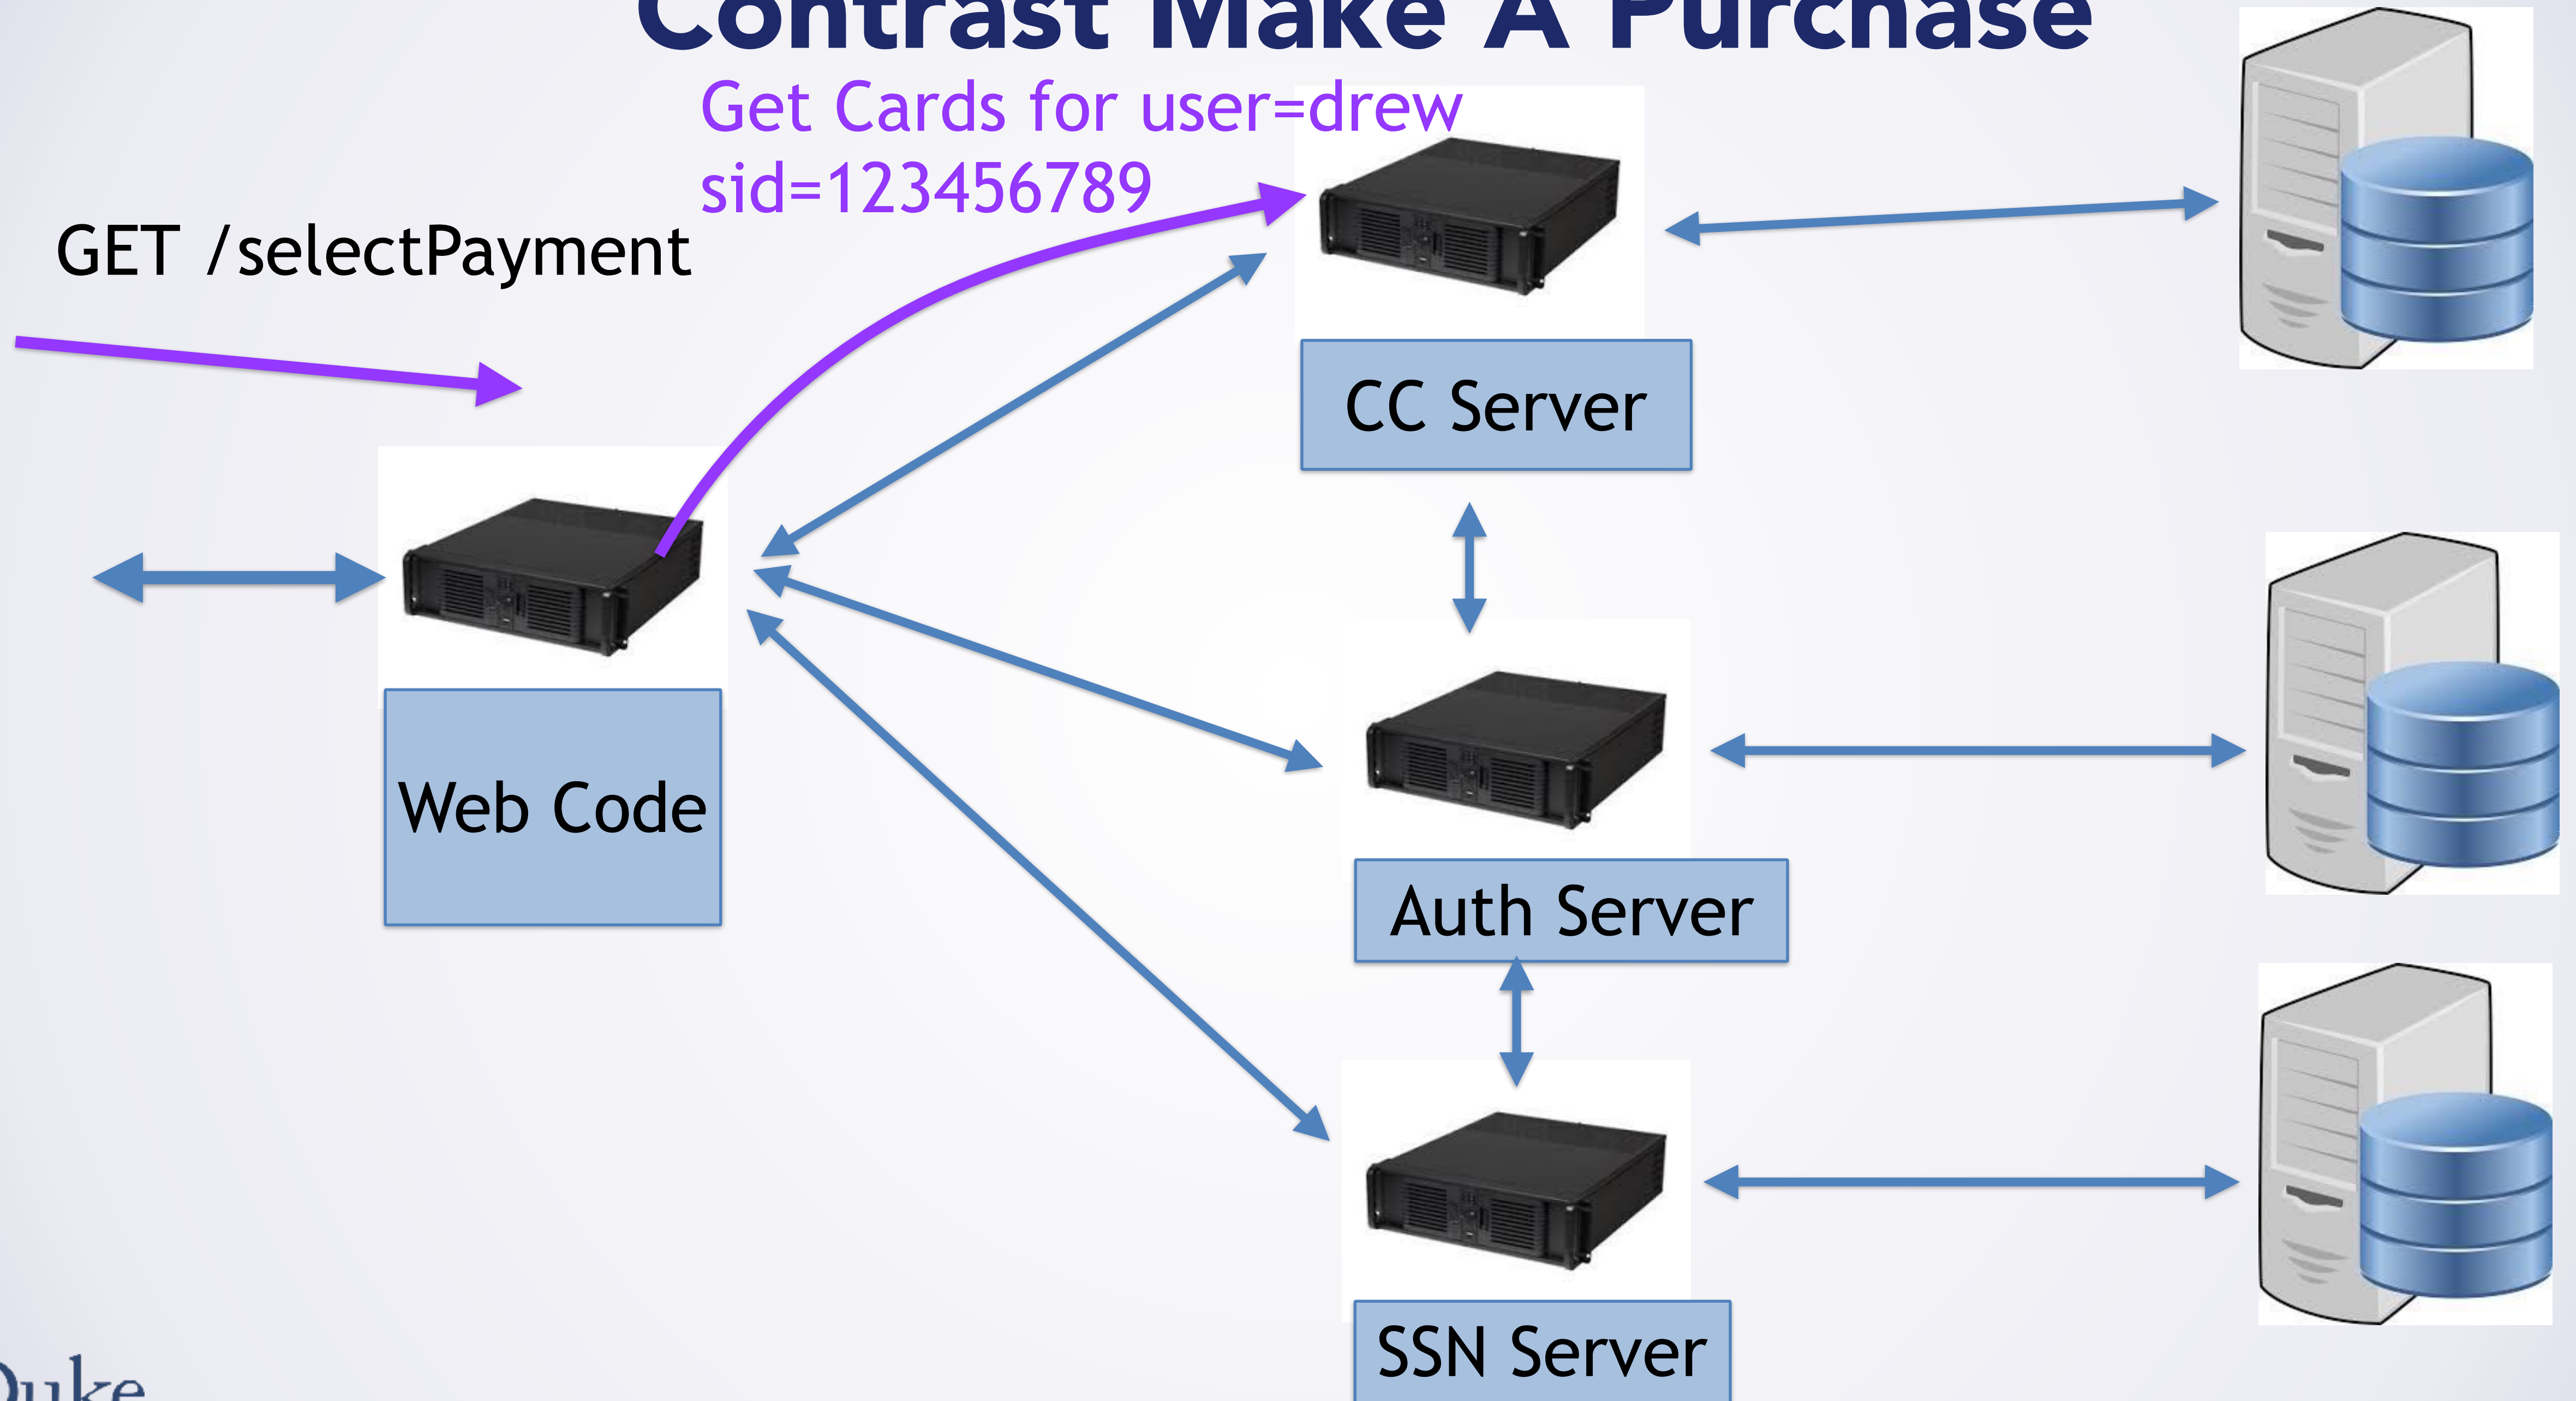 Contrast Make A Purchase
Get Cards for user=drew
sid=123456789
GET /selectPayment
CC Server
Web Code
Auth Server
SSN Server
Duke